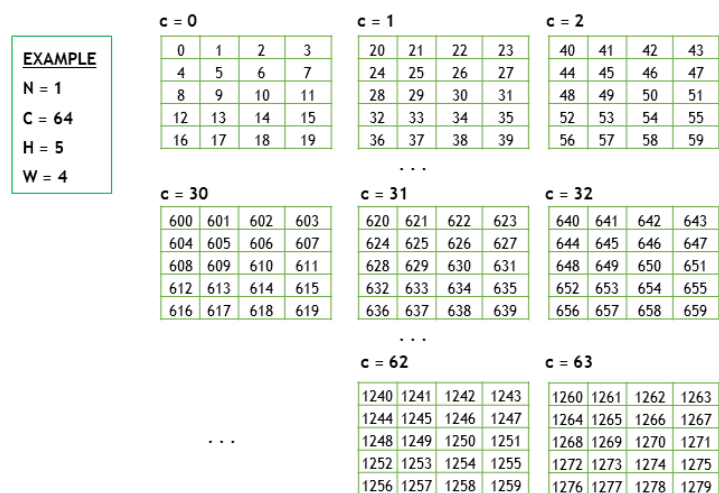 EXAMPLE
N = 1
C = 64
H = 5
W = 4
c = 0 c = 1 c = 2
0 1 2 3 20 21 22 23 40 41 42 43
4 5 6 7 24 25 26 27 44 45 46 47
8 9 10 11 28 29 30 31 48 49 50 51
12 13 14 15 32 33 34 35 52 53 54 55
16 17 18 19 36 37 38 39 56 57 58 59
. . .
c = 30 c = 31 c = 32
600 601 602 603 620 621 622 623 640 641 642 643
604 605 606 607 624 625 626 627 644 645 646 647
608 609 610 611 628 629 630 631 648 649 650 651
612 613 614 615 632 633 634 635 652 653 654 655
616 617 618 619 636 637 638 639 656 657 658 659
. . .
c = 62 c = 63
1240 1241 1242 1243 1260 1261 1262 1263
1244 1245 1246 1247 1264 1265 1266 1267
. . . 1248 1249 1250 1251 1268 1269 1270 1271
1252 1253 1254 1255 1272 1273 1274 1275
1256 1257 1258 1259 1276 1277 1278 1279